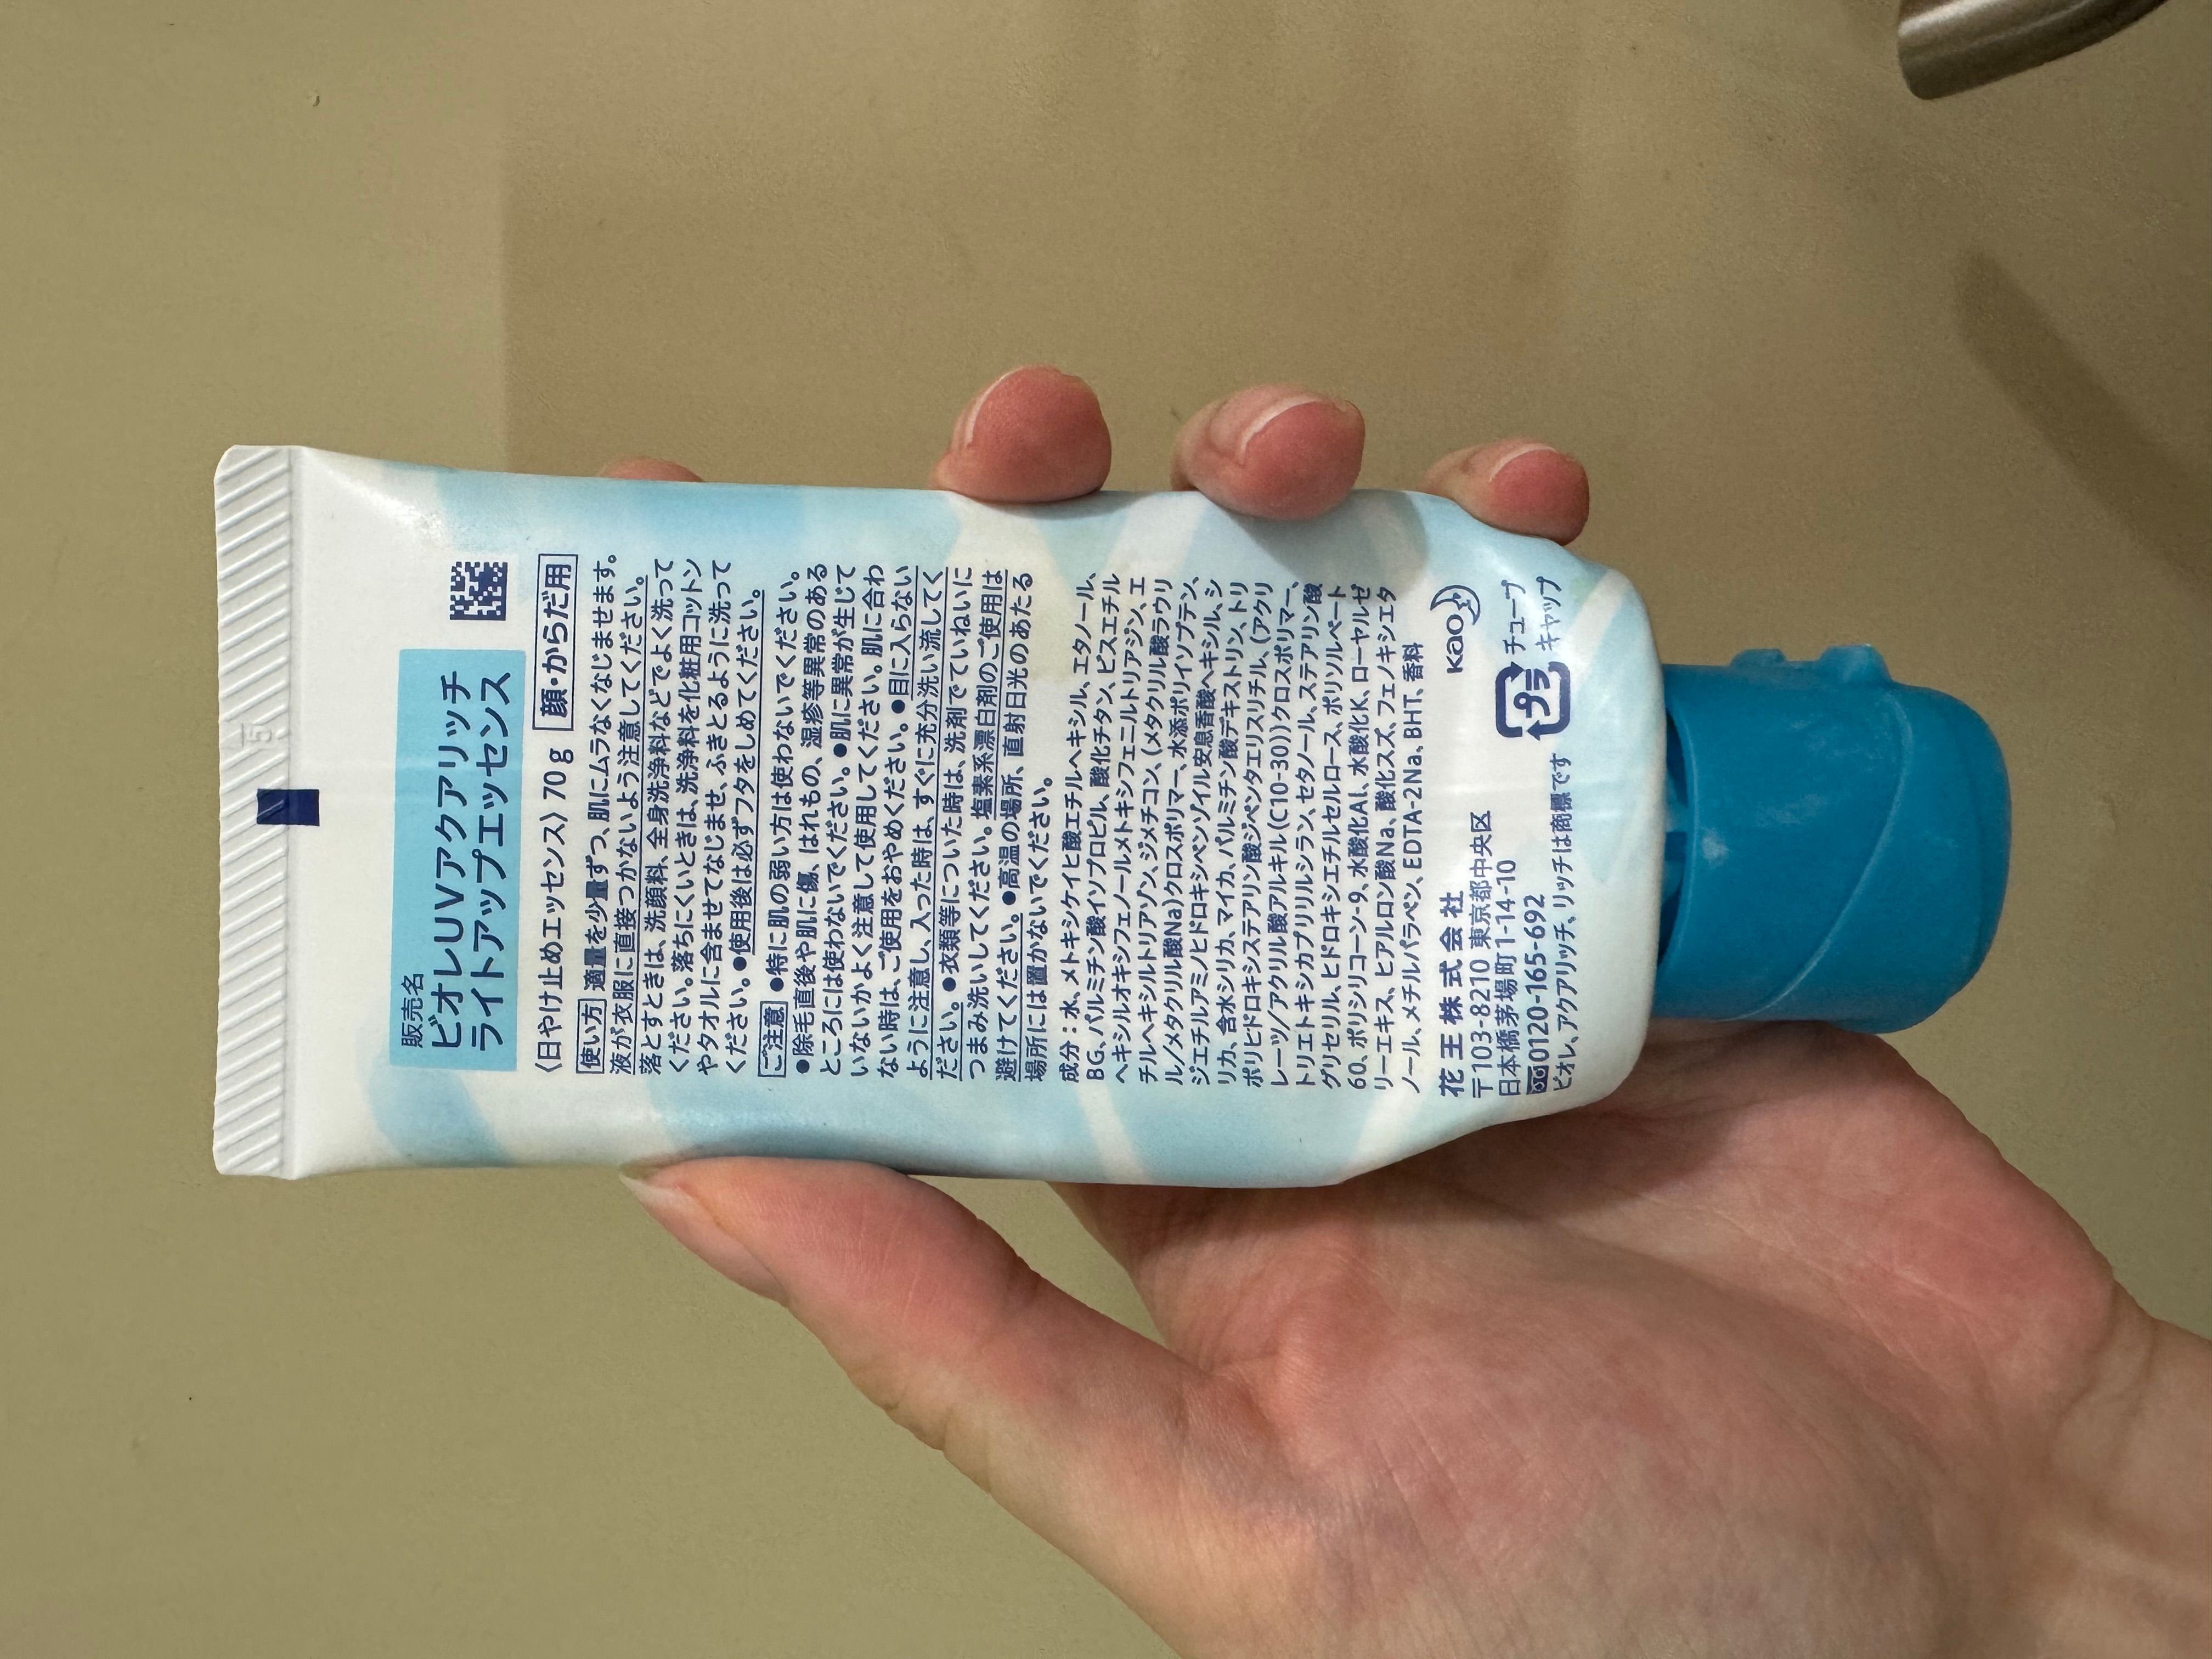 販売名
ビオレUVアクアリッチ
ライトアップエッセンス
〈日やけ止めエッセンス〉70g 顔・からだ用
使い方 適量を少量ずつ、肌にムラなくなじませます。
液が衣服に直接つかないよう注意してください。
落とすときは、洗顔料、全身洗浄料などでよく洗って
ください。落ちにくいときは、洗浄料を化粧用コットン
やタオルに含ませてなじませ、ふきとるように洗って
ください。●使用後は必ずフタをしめてください。
ご注意 ●特に肌の弱い方は使わないでください。
●除毛直後や肌に傷、はれもの、湿疹等異常のある
ところには使わないでください。●肌に異常が生じて
いないかよく注意して使用してください。肌に合わ
ない時は、ご使用をおやめください。●目に入らない
ように注意し、入った時は、すぐに充分洗い流してく
ださい。●衣類等についた時は、洗剤でていねいに
つまみ洗いしてください。塩素系漂白剤のご使用は
避けてください。●高温の場所、直射日光のあたる
場所には置かないでください。
成分：水、メトキシケイヒ酸エチルヘキシル、エタノール、
BG、パルミチン酸イソプロピル、酸化チタン、ビスエチル
ヘキシルオキシフェノールメトキシフェニルトリアジン、エ
チルヘキシルトリアゾン、ジメチコン、(メタクリル酸ラウリ
ル/メタクリル酸Na)クロスポリマー、水添ポリイソブテン、
ジエチルアミノヒドロキシベンゾイル安息香酸ヘキシル、シ
リカ、含水シリカ、マイカ、パルミチン酸デキストリン、トリ
ポリヒドロキシステアリン酸ジペンタエリスリチル、(アクリ
レーツ/アクリル酸アルキル(C10-30))クロスポリマー、
トリエトキシカプリリルシラン、セタノール、ステアリン酸
グリセリル、ヒドロキシエチルセルロース、ポリソルベート
60、ポリシリコーン-9、水酸化Al、水酸化K、ローヤルゼ
リーエキス、ヒアルロン酸Na、酸化スズ、フェノキシエタ
ノール、メチルパラベン、EDTA-2Na、BHT、香料
花王株式会社 Kao
〒103-8210 東京都中央区
日本橋茅場町1-14-10
0120-165-692
プラ チューブ
キャップ
ビオレ、アクアリッチ、リッチは商標です